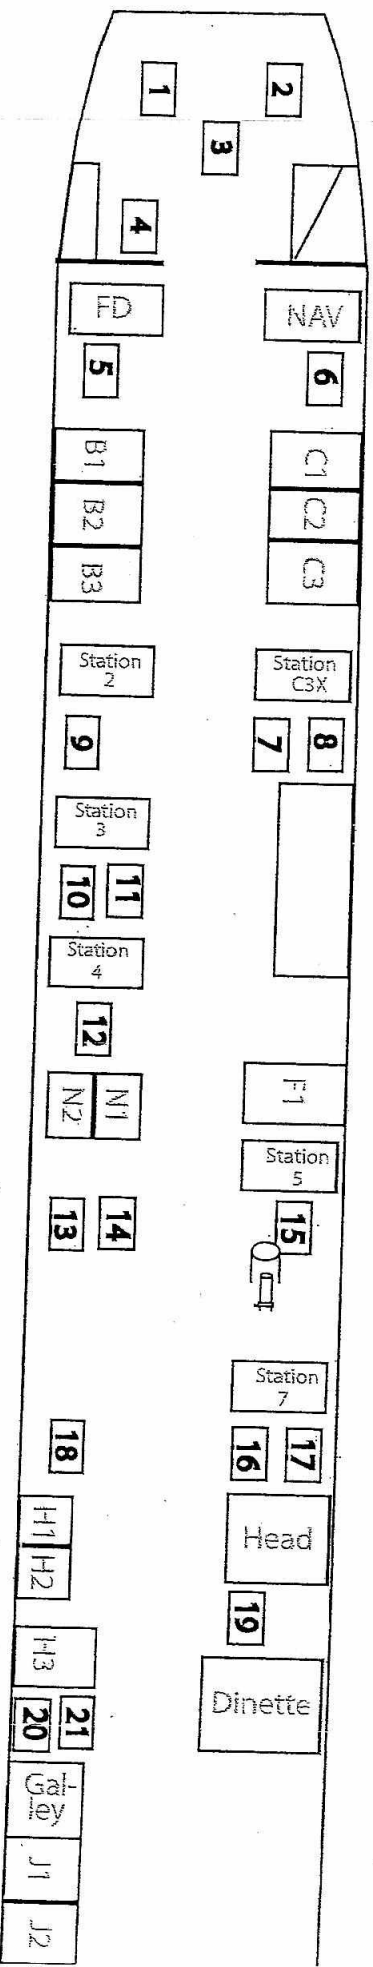 1
2
3
4
FD
NAV
5
6
B1
C1
B2
C2
B3
C3
Station
2
Station
C3X
9
7
8
Station
3
10
11
Station
4
12
N2
N1
F1
Station
5
13
14
15
Station
7
18
16
17
H1
H2
Head
19
H3
Dinette
20
21
Gal-
ley
J1
J2